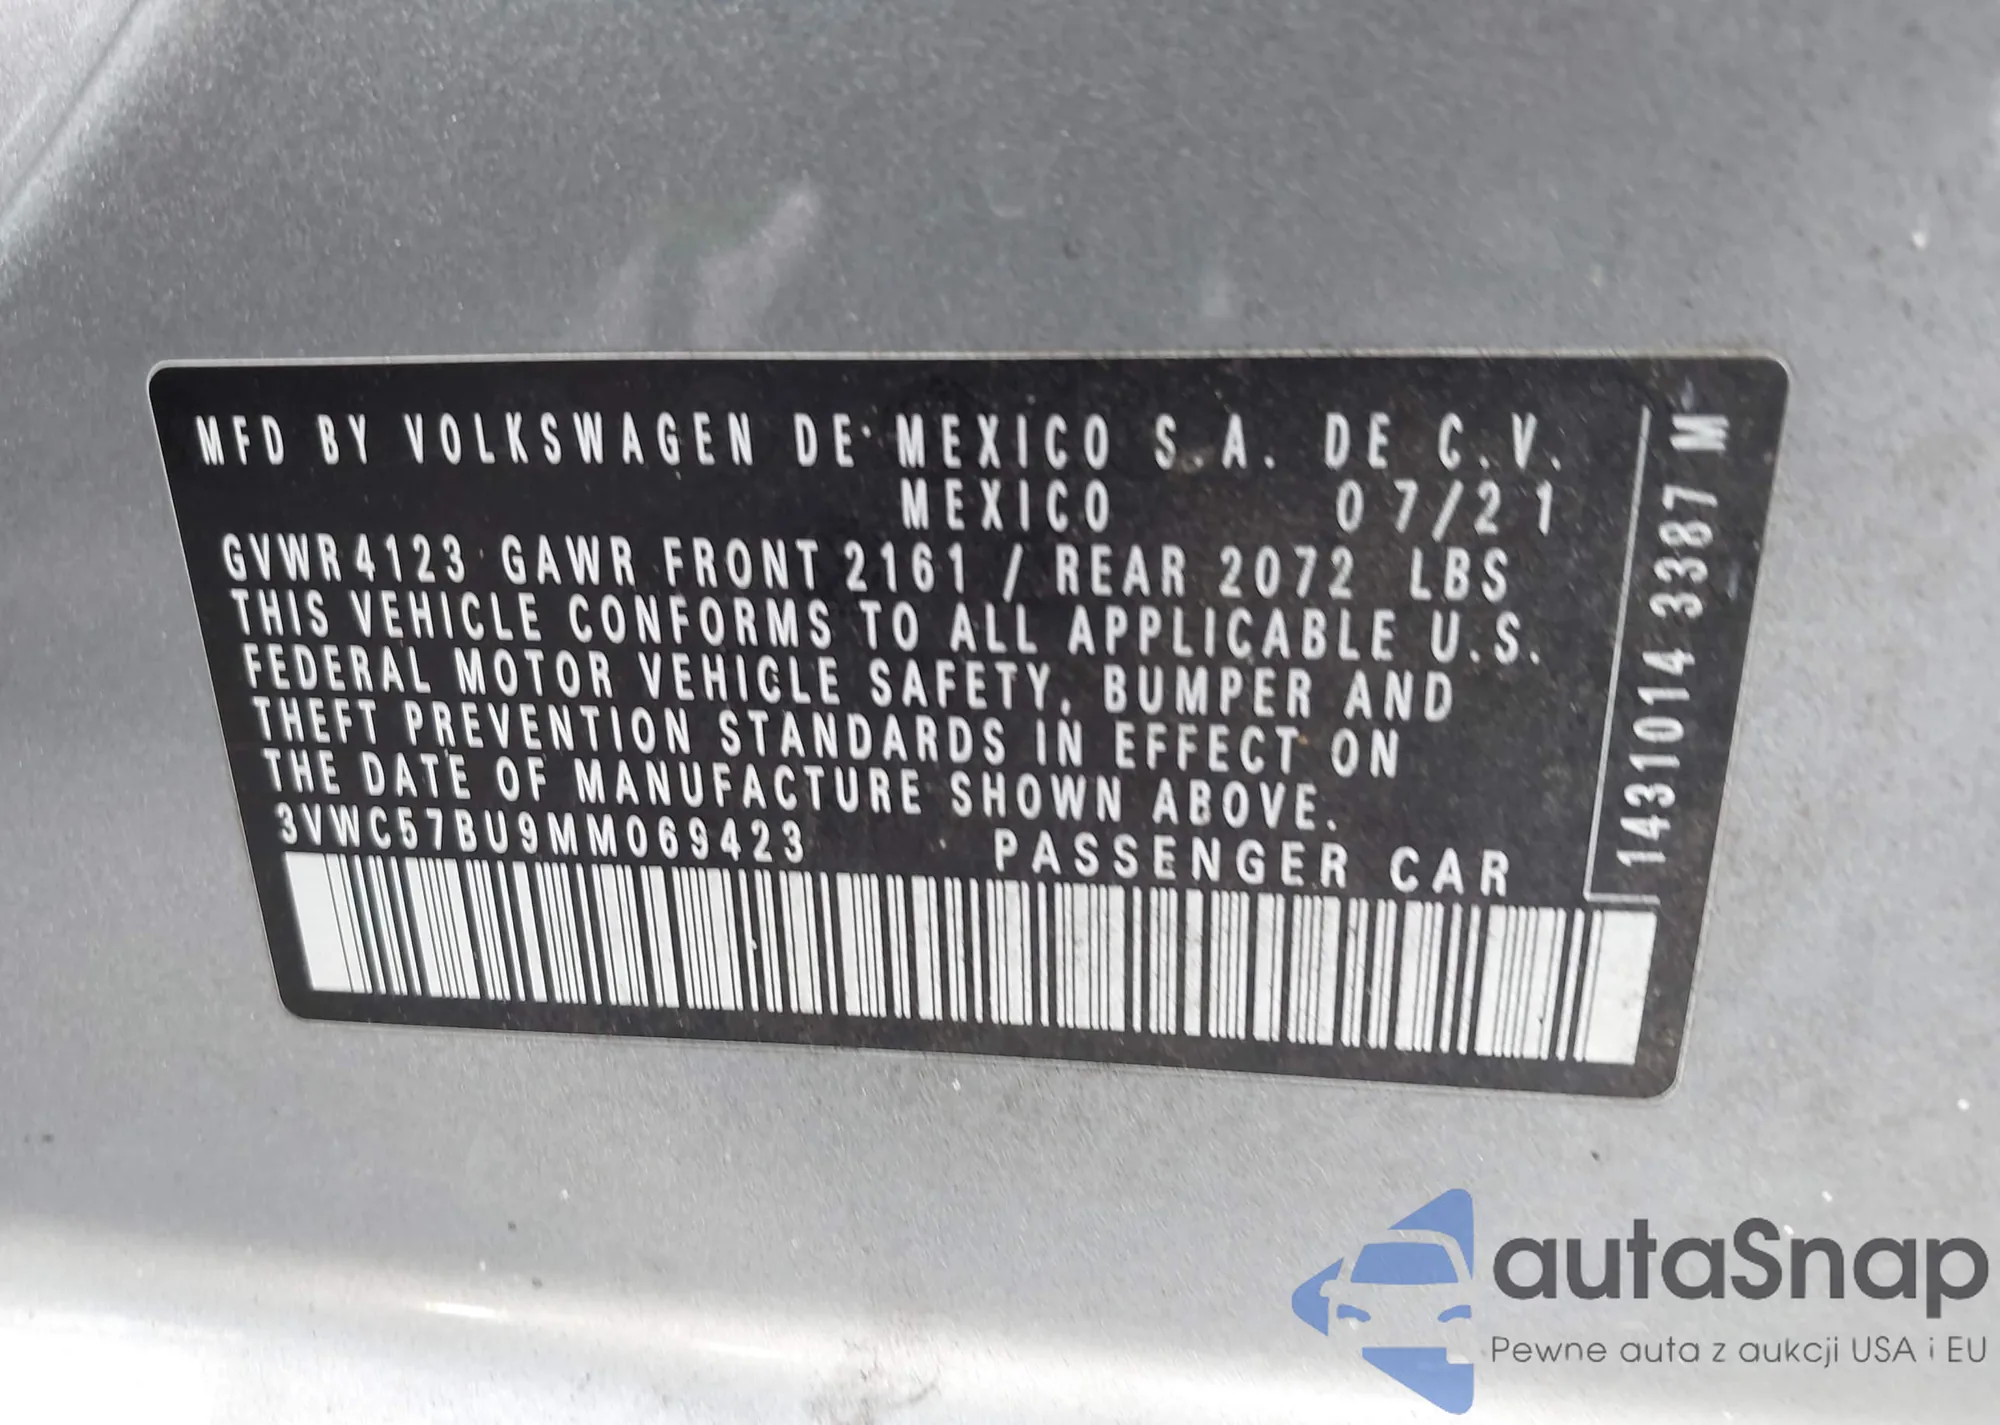 MFD BY VOLKSWAGEN DE MEXICO S.A. DE C.V.
MEXICO 07/21
GVWR 4123 GAWR FRONT 2161 / REAR 2072 LBS
THIS VEHICLE CONFORMS TO ALL APPLICABLE U.S.
FEDERAL MOTOR VEHICLE SAFETY, BUMPER AND
THEFT PREVENTION STANDARDS IN EFFECT ON
THE DATE OF MANUFACTURE SHOWN ABOVE.
3VWC57BU9MM069423 PASSENGER CAR
1431014 3387 M
autaSnap
Pewne auta z aukcji USA i EU